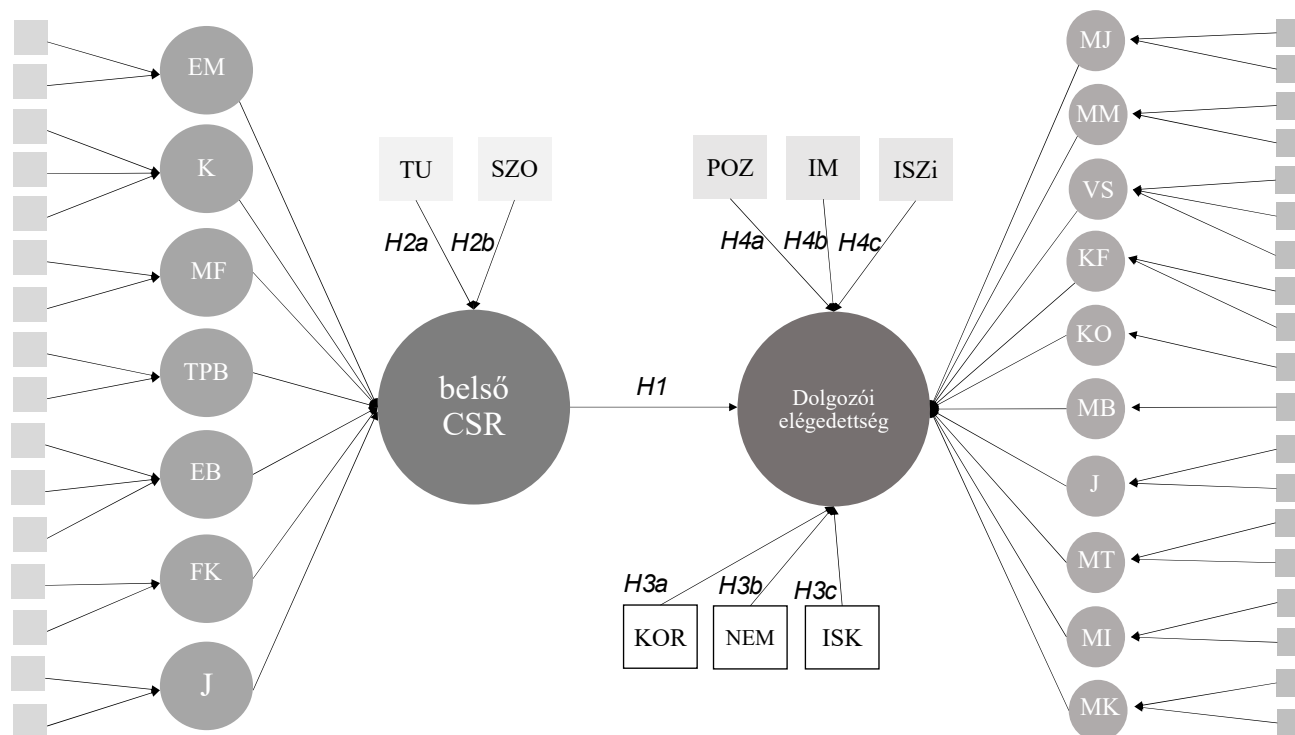 EM
K
MF
TPB
EB
FK
J
TU
SZO
H2a
H2b
belső
CSR
H1
POZ
IM
ISZi
H4a
H4b
H4c
Dolgozói
elégedettség
H3a
H3b
H3c
KOR
NEM
ISK
MJ
MM
VS
KF
KO
MB
J
MT
MI
MK